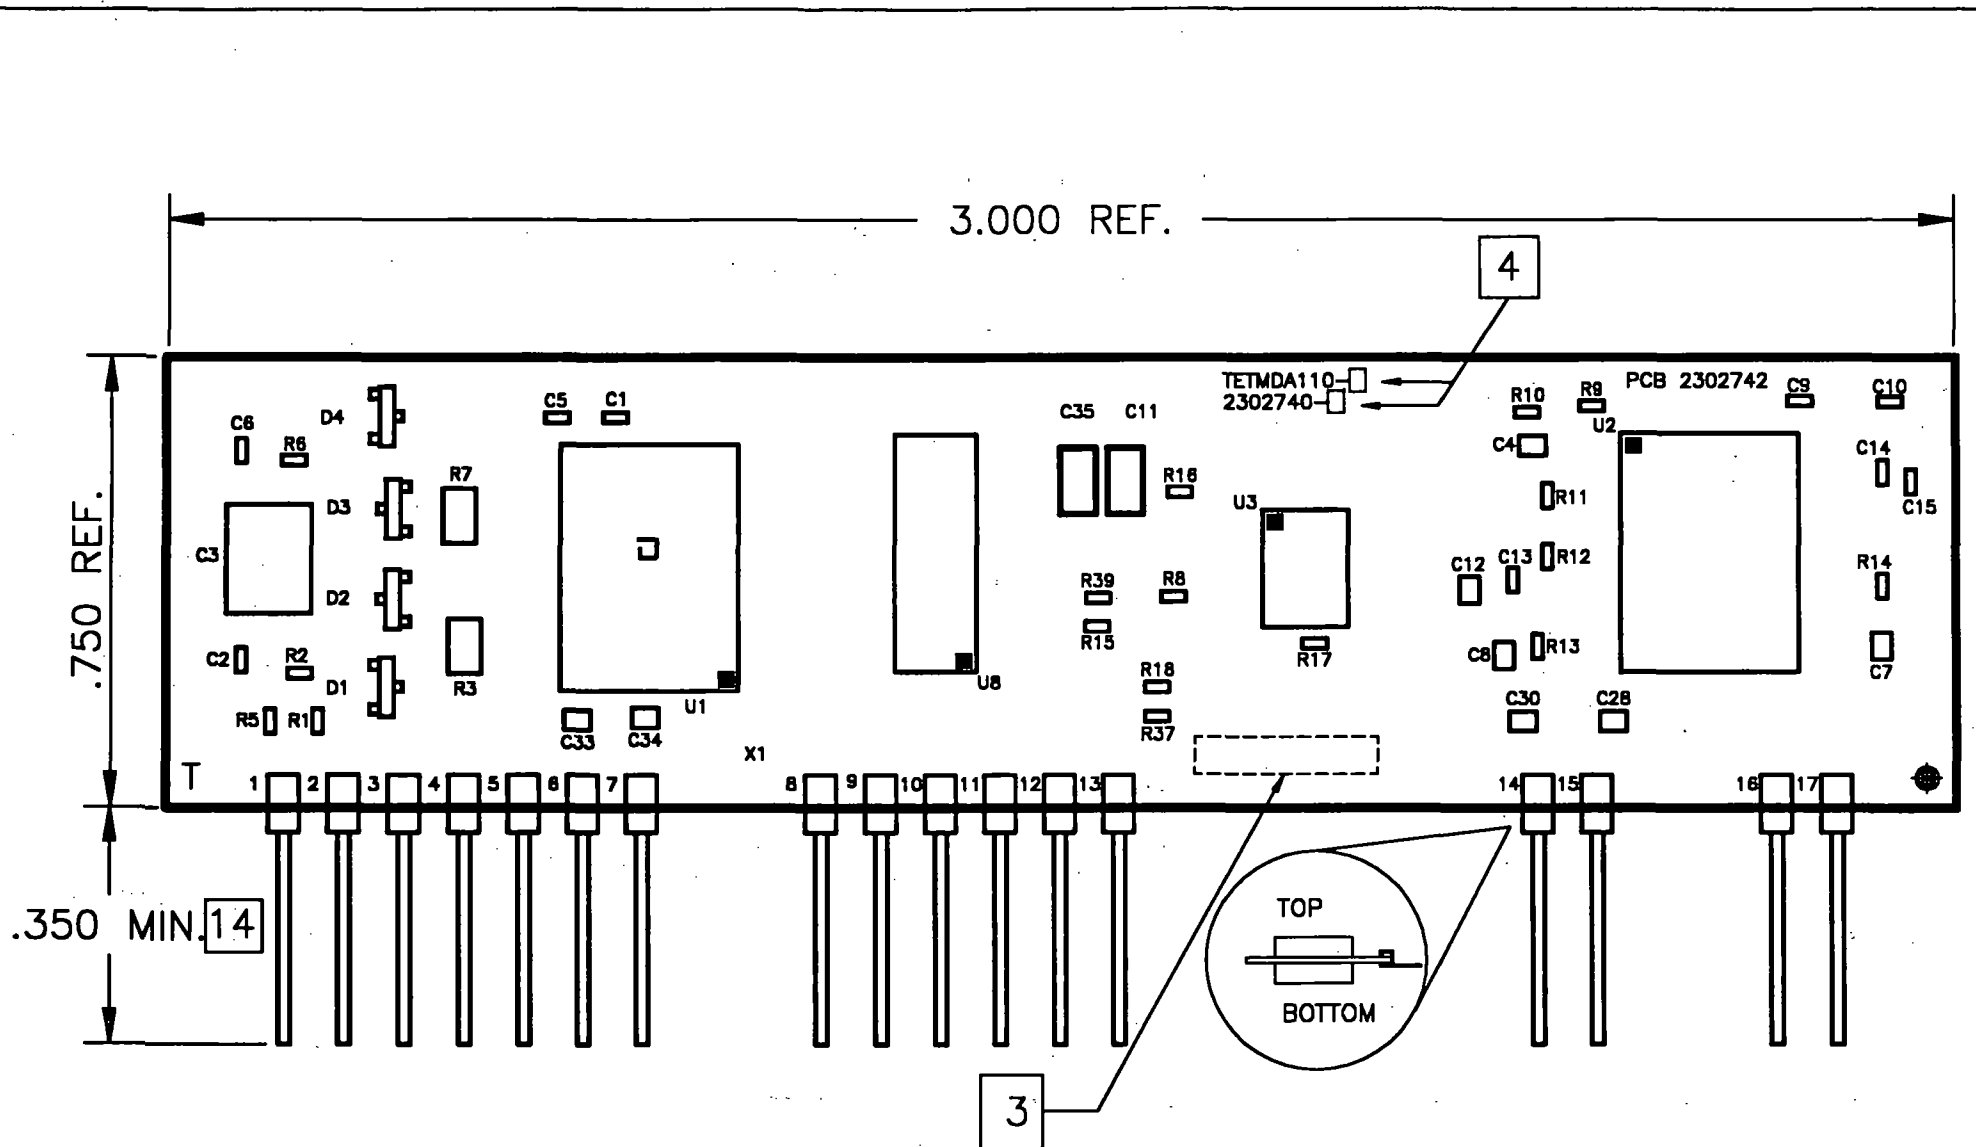 3.000 REF.
4
TETMDA110-
2302740-
PCB 2302742
C9
C10
R10
R9
U2
C4
C14
C15
C6
R6
D4
C5
C1
C35
C11
R7
R16
D3
U3
R11
.750 REF.
C3
C12
C13
R12
R14
D2
R39
R8
R15
R17
C8
R13
C7
C2
R2
D1
R3
U1
U8
R18
R5
R1
C33
C34
R37
C30
C28
X1
T
1 2 3 4 5 6 7 8 9 10 11 12 13 14 15 16 17
.350 MIN. 14
TOP
BOTTOM
3